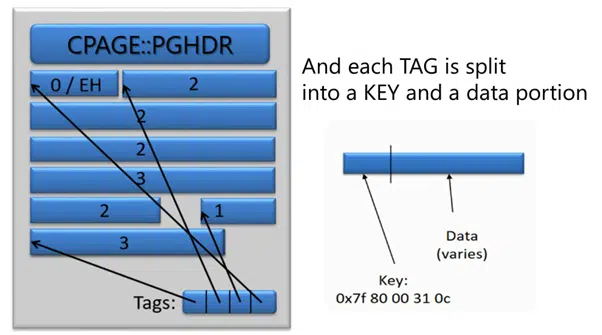 CPAGE::PGHDR
0 / EH
2
2
2
3
2
1
3
Tags:
And each TAG is split
into a KEY and a data portion
Data
(varies)
Key:
0x7f 80 00 31 0c